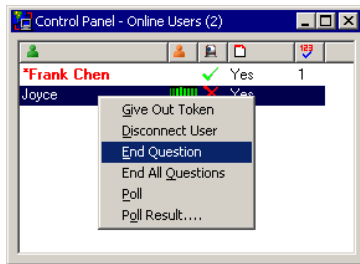 Control Panel - Online Users (2)
123
*Frank Chen Yes 1
Joyce Yes
Give Out Token
Disconnect User
End Question
End All Questions
Poll
Poll Result....